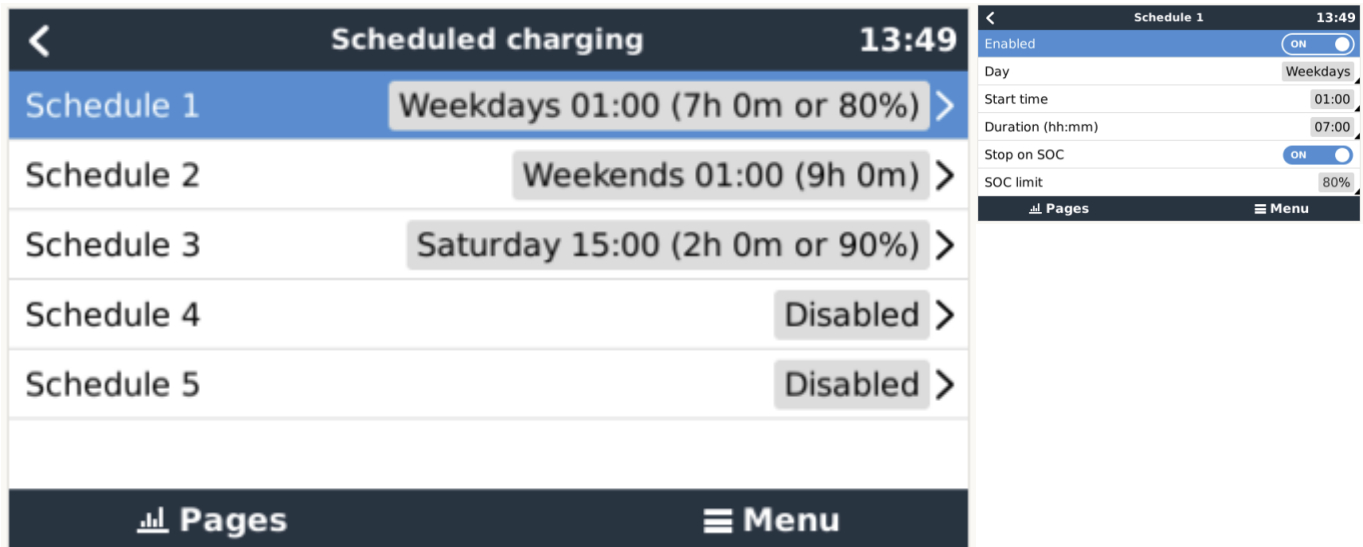 Scheduled charging 13:49
Schedule 1 Weekdays 01:00 (7h 0m or 80%)
Schedule 2 Weekends 01:00 (9h 0m)
Schedule 3 Saturday 15:00 (2h 0m or 90%)
Schedule 4 Disabled
Schedule 5 Disabled
Pages Menu
Schedule 1 13:49
Enabled ON
Day Weekdays
Start time 01:00
Duration (hh:mm) 07:00
Stop on SOC ON
SOC limit 80%
Pages Menu